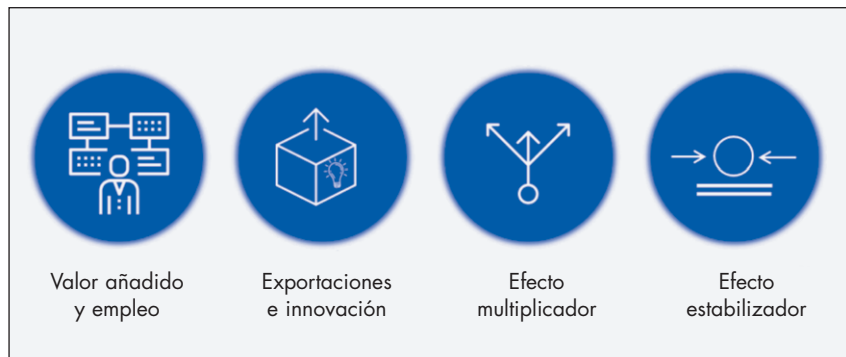 Valor añadido
y empleo
Exportaciones
e innovación
Efecto
multiplicador
Efecto
estabilizador